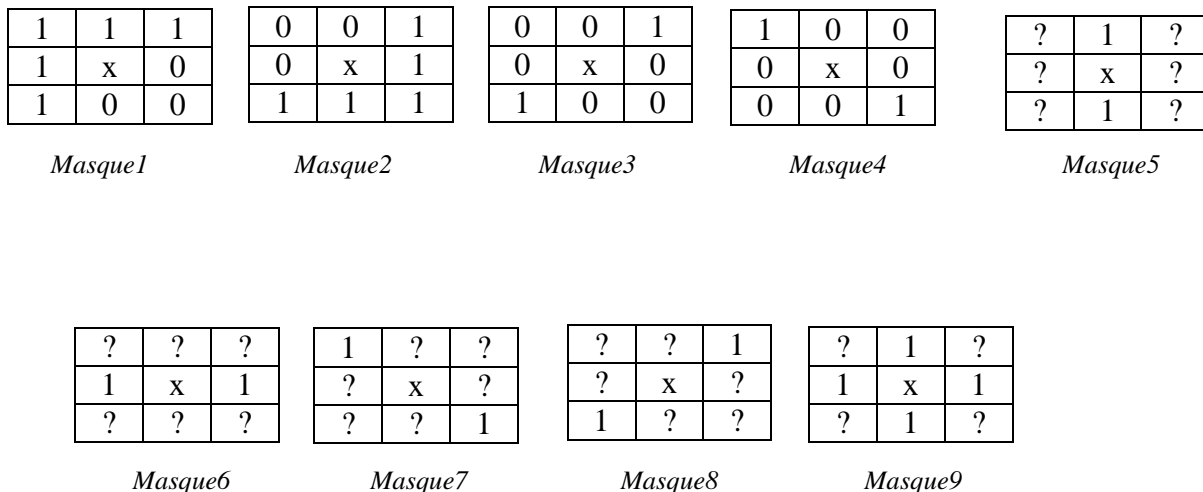 1 1 1 0 0 1 0 0 1 1 0 0 ? 1 ?
1 x 0 0 x 1 0 x 0 0 x 0 ? x ?
1 0 0 1 1 1 1 0 0 0 0 1 ? 1 ?
Masque1 Masque2 Masque3 Masque4 Masque5
? ? ? 1 ? ? ? ? 1 ? 1 ?
1 x 1 ? x ? ? x ? 1 x 1
? ? ? ? ? 1 1 ? ? ? 1 ?
Masque6 Masque7 Masque8 Masque9